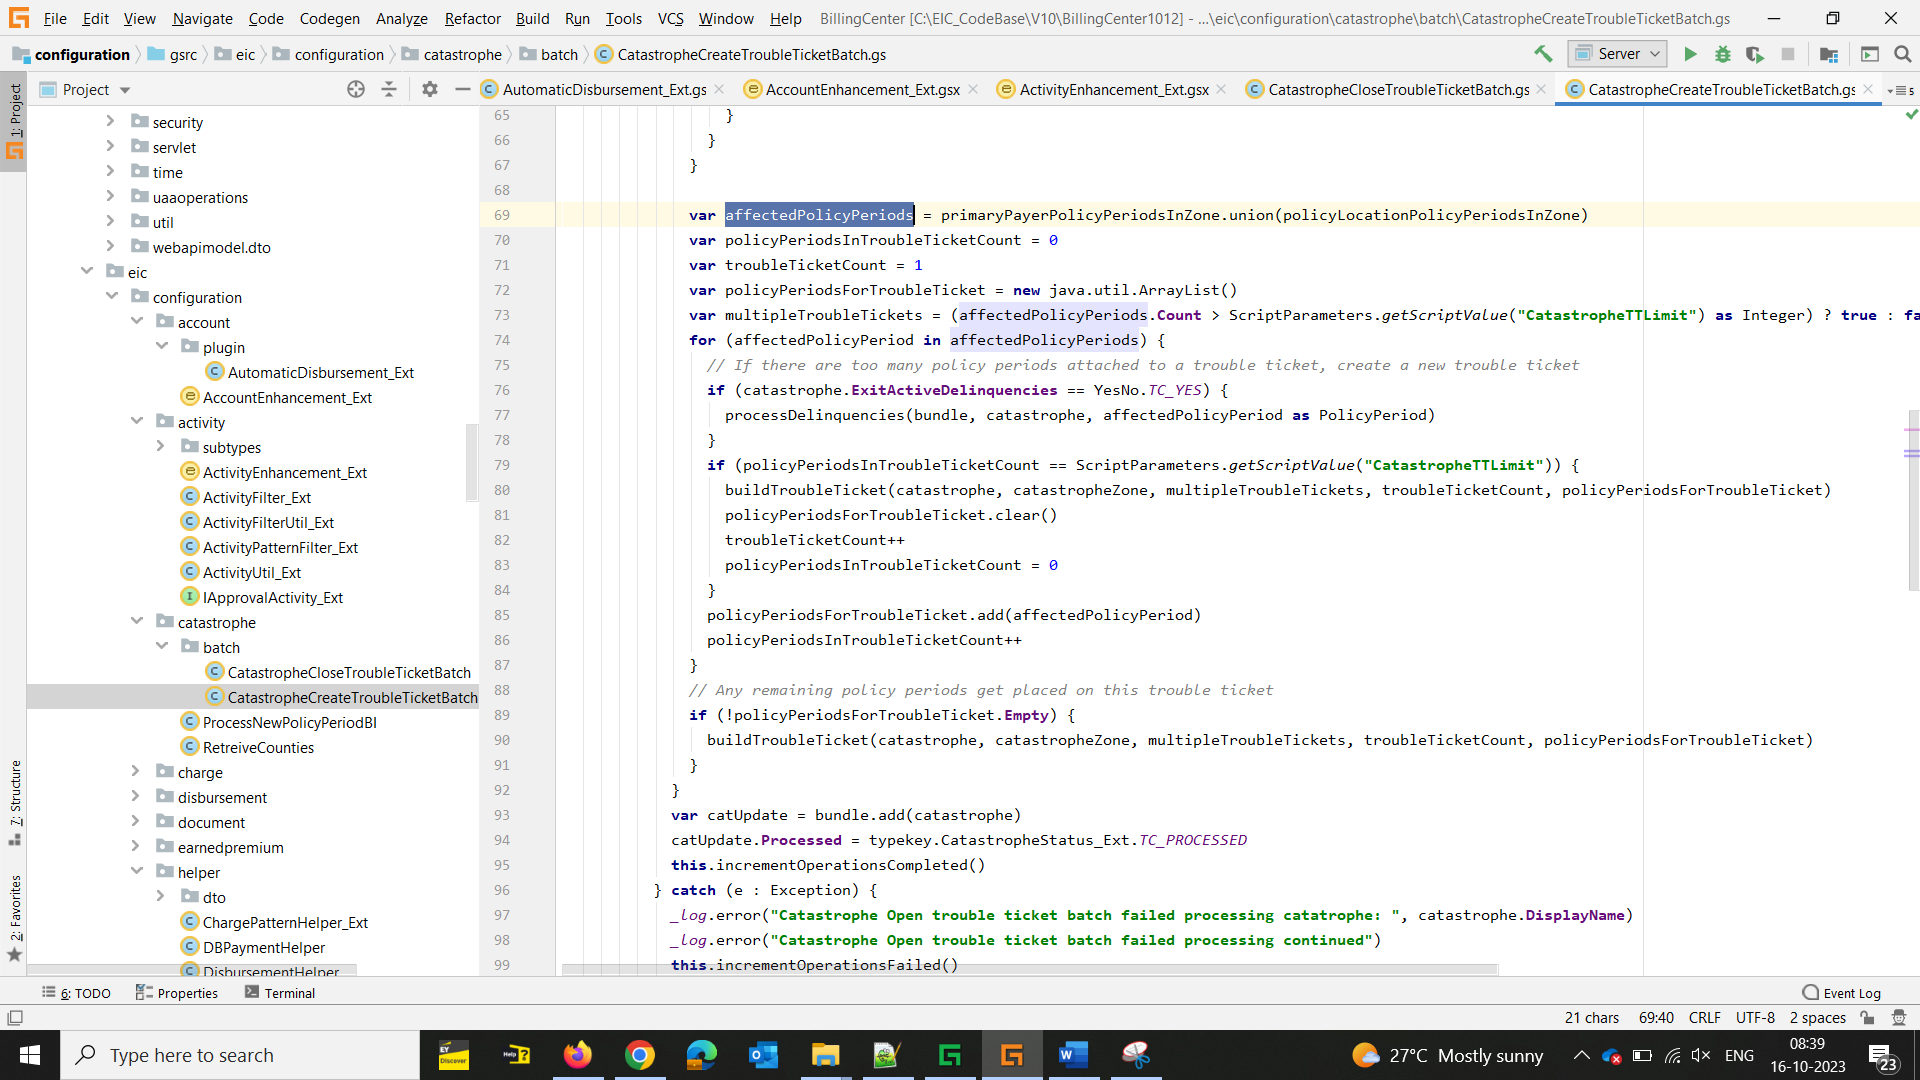 File Edit View Navigate Code Codegen Analyze Refactor Build Run Tools VCS Window Help BillingCenter [C:\EIC_CodeBase\V10\BillingCenter1012] - ...\eic\configuration\catastrophe\batch\CatastropheCreateTroubleTicketBatch.gs
configuration gsrc eic configuration catastrophe batch CatastropheCreateTroubleTicketBatch.gs Server
Project AutomaticDisbursement_Ext.gs AccountEnhancement_Ext.gsx ActivityEnhancement_Ext.gsx CatastropheCloseTroubleTicketBatch.gs CatastropheCreateTroubleTicketBatch.gs 5
1: Project
7: Structure
2: Favorites
security
servlet
time
uaaoperations
util
webapimodel.dto
eic
configuration
account
plugin
AutomaticDisbursement_Ext
AccountEnhancement_Ext
activity
subtypes
ActivityEnhancement_Ext
ActivityFilter_Ext
ActivityFilterUtil_Ext
ActivityPatternFilter_Ext
ActivityUtil_Ext
IApprovalActivity_Ext
catastrophe
batch
CatastropheCloseTroubleTicketBatch
CatastropheCreateTroubleTicketBatch
ProcessNewPolicyPeriodBI
RetreiveCounties
charge
disbursement
document
earnedpremium
helper
dto
ChargePatternHelper_Ext
DBPaymentHelper
DisbursementHelper
65 }
66 }
67 }
68
69 var affectedPolicyPeriods = primaryPayerPolicyPeriodsInZone.union(policyLocationPolicyPeriodsInZone)
70 var policyPeriodsInTroubleTicketCount = 0
71 var troubleTicketCount = 1
72 var policyPeriodsForTroubleTicket = new java.util.ArrayList()
73 var multipleTroubleTickets = (affectedPolicyPeriods.Count > ScriptParameters.getScriptValue("CatastropheTTLimit") as Integer) ? true : fa
74 for (affectedPolicyPeriod in affectedPolicyPeriods) {
75 // If there are too many policy periods attached to a trouble ticket, create a new trouble ticket
76 if (catastrophe.ExitActiveDelinquencies == YesNo.TC_YES) {
77 processDelinquencies(bundle, catastrophe, affectedPolicyPeriod as PolicyPeriod)
78 }
79 if (policyPeriodsInTroubleTicketCount == ScriptParameters.getScriptValue("CatastropheTTLimit")) {
80 buildTroubleTicket(catastrophe, catastropheZone, multipleTroubleTickets, troubleTicketCount, policyPeriodsForTroubleTicket)
81 policyPeriodsForTroubleTicket.clear()
82 troubleTicketCount++
83 policyPeriodsInTroubleTicketCount = 0
84 }
85 policyPeriodsForTroubleTicket.add(affectedPolicyPeriod)
86 policyPeriodsInTroubleTicketCount++
87 }
88 // Any remaining policy periods get placed on this trouble ticket
89 if (!policyPeriodsForTroubleTicket.Empty) {
90 buildTroubleTicket(catastrophe, catastropheZone, multipleTroubleTickets, troubleTicketCount, policyPeriodsForTroubleTicket)
91 }
92 }
93 var catUpdate = bundle.add(catastrophe)
94 catUpdate.Processed = typekey.CatastropheStatus_Ext.TC_PROCESSED
95 this.incrementOperationsCompleted()
96 } catch (e : Exception) {
97 _log.error("Catastrophe Open trouble ticket batch failed processing catatrophe: ", catastrophe.DisplayName)
98 _log.error("Catastrophe Open trouble ticket batch failed processing continued")
99 this.incrementOperationsFailed()
6: TODO Properties Terminal Event Log
21 chars 69:40 CRLF UTF-8 2 spaces
Type here to search EY Discover Help ? 27°C Mostly sunny ENG 08:39
16-10-2023 23